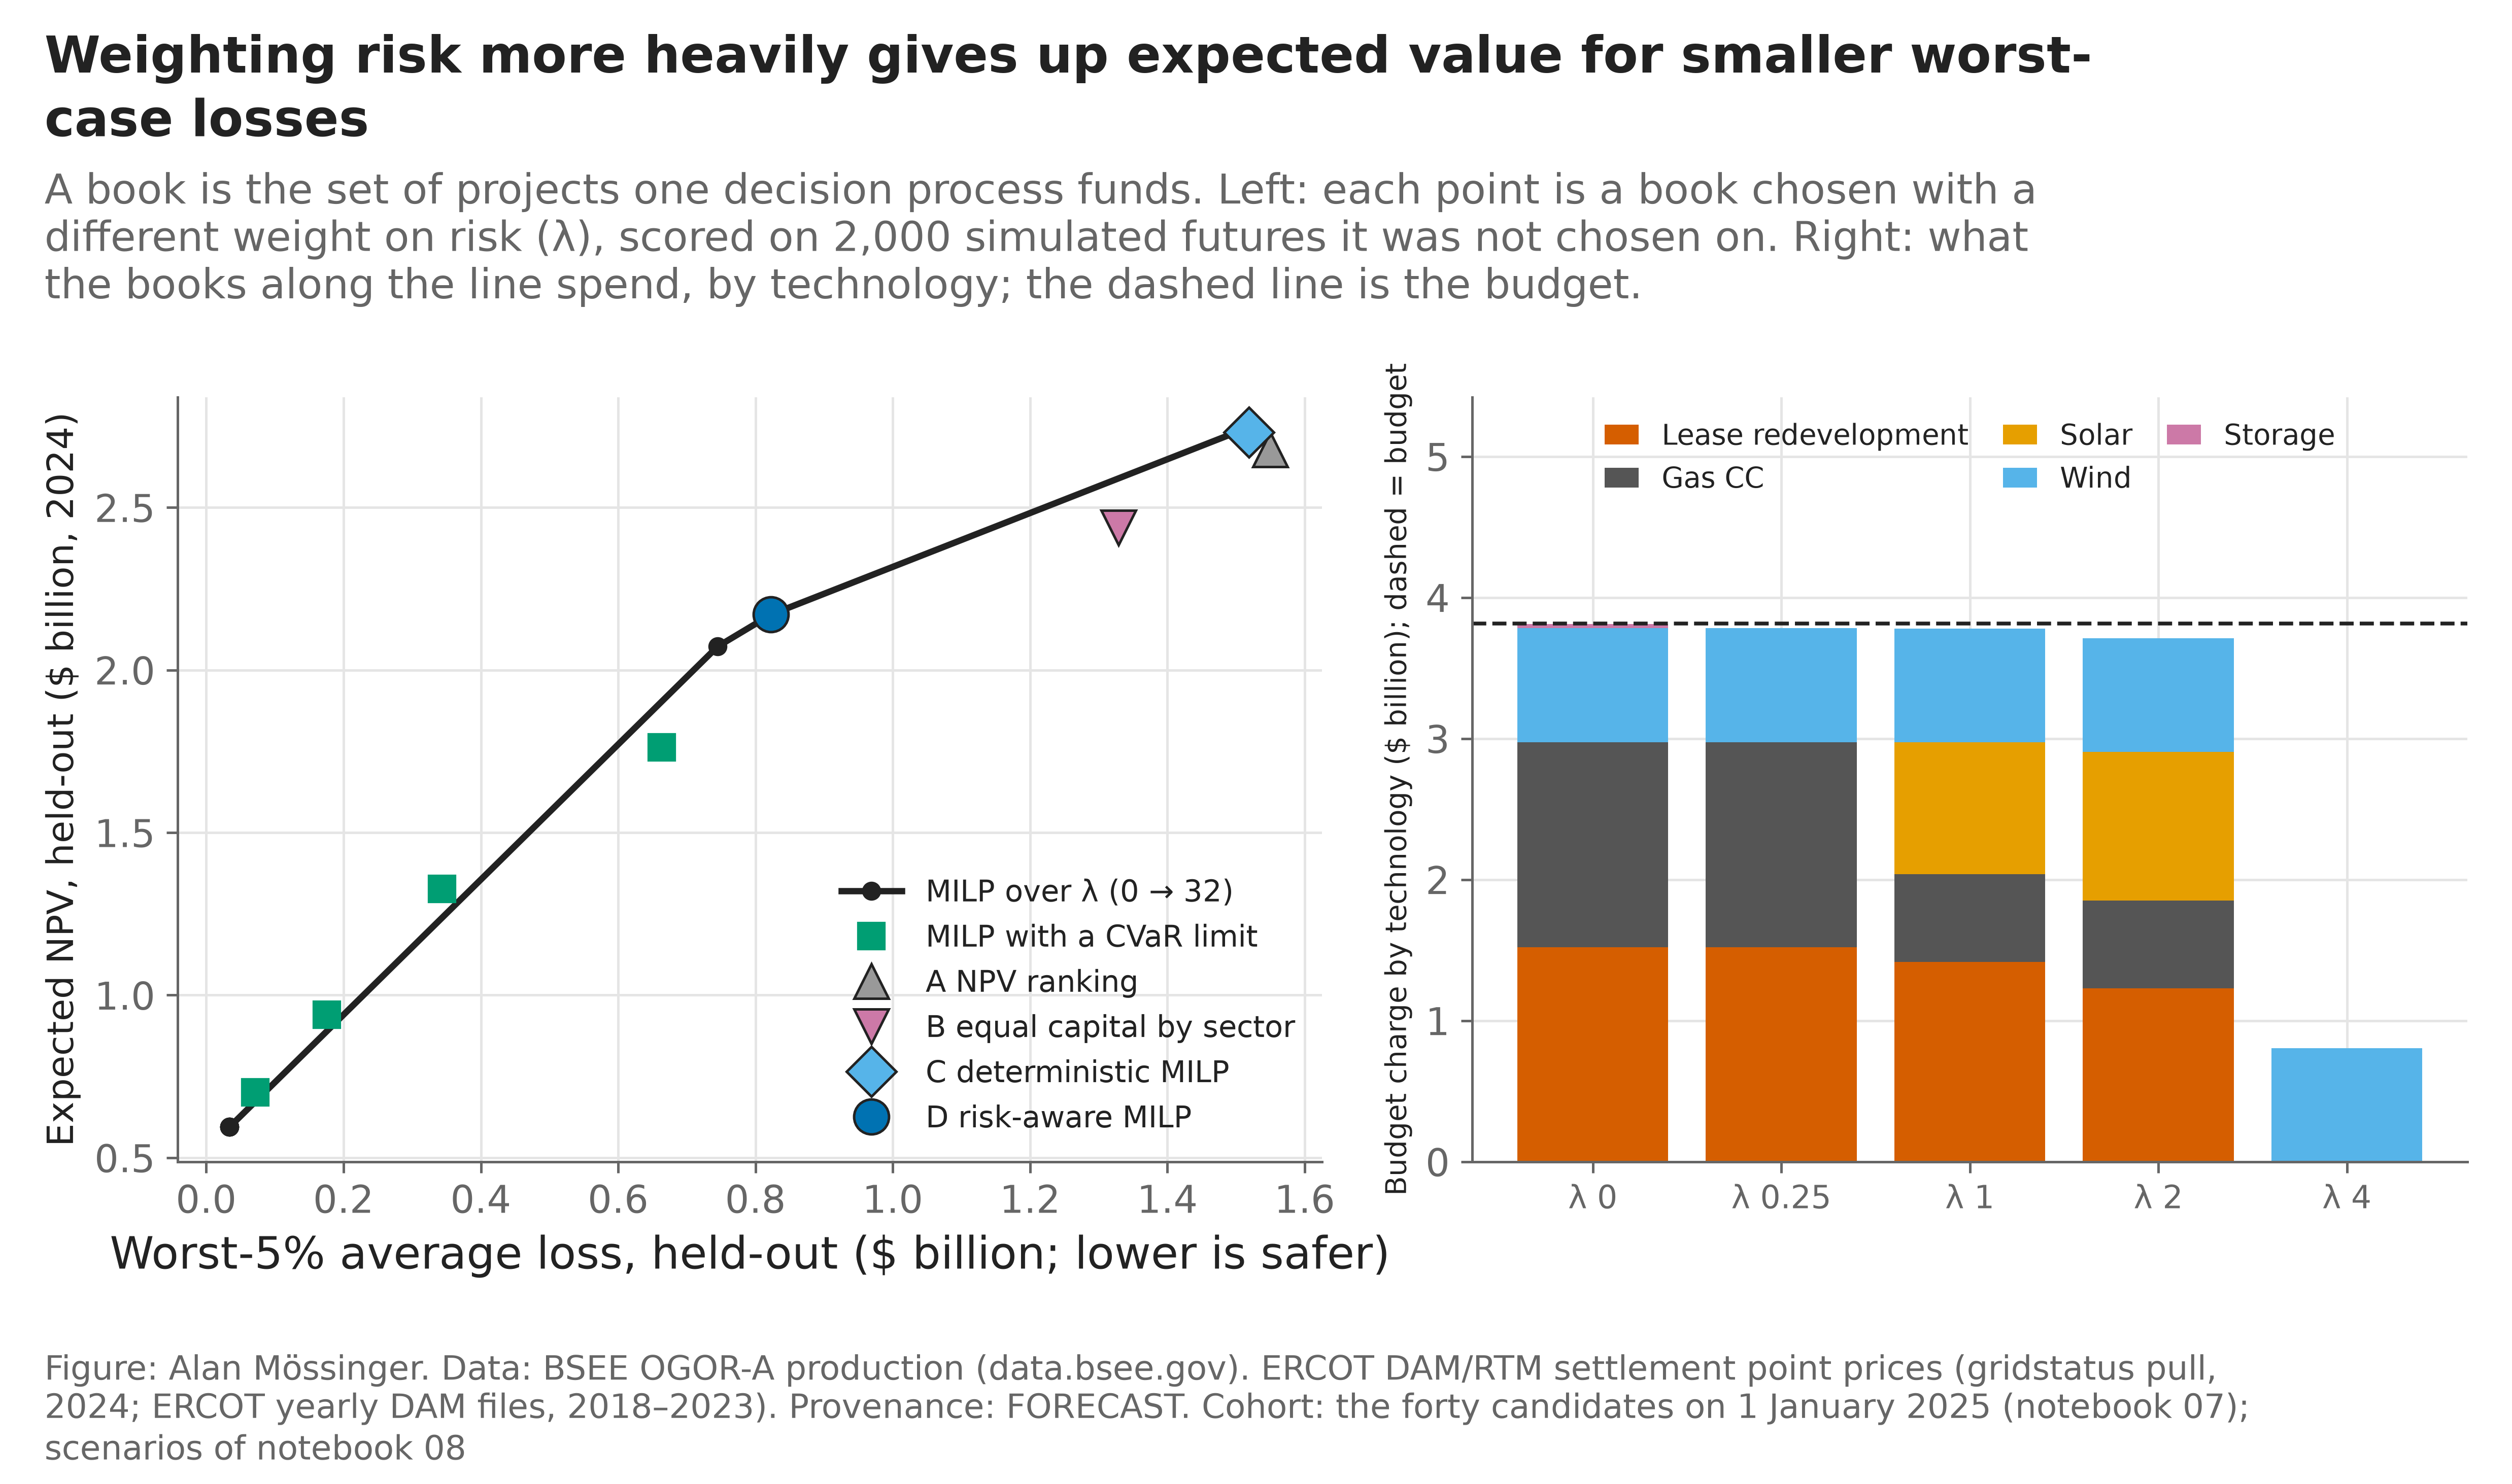 Weighting risk more heavily gives up expected value for smaller worst-
case losses
A book is the set of projects one decision process funds. Left: each point is a book chosen with a
different weight on risk (λ), scored on 2,000 simulated futures it was not chosen on. Right: what
the books along the line spend, by technology; the dashed line is the budget.
Expected NPV, held-out ($ billion, 2024)
2.5
2.0
1.5
1.0
0.5
MILP over λ (0 → 32)
MILP with a CVaR limit
A NPV ranking
B equal capital by sector
C deterministic MILP
D risk-aware MILP
0.0 0.2 0.4 0.6 0.8 1.0 1.2 1.4 1.6
Worst-5% average loss, held-out ($ billion; lower is safer)
Budget charge by technology ($ billion); dashed = budget
5
4
3
2
1
0
Lease redevelopment Solar Storage
Gas CC Wind
λ 0 λ 0.25 λ 1 λ 2 λ 4
Figure: Alan Mössinger. Data: BSEE OGOR-A production (data.bsee.gov). ERCOT DAM/RTM settlement point prices (gridstatus pull,
2024; ERCOT yearly DAM files, 2018–2023). Provenance: FORECAST. Cohort: the forty candidates on 1 January 2025 (notebook 07);
scenarios of notebook 08